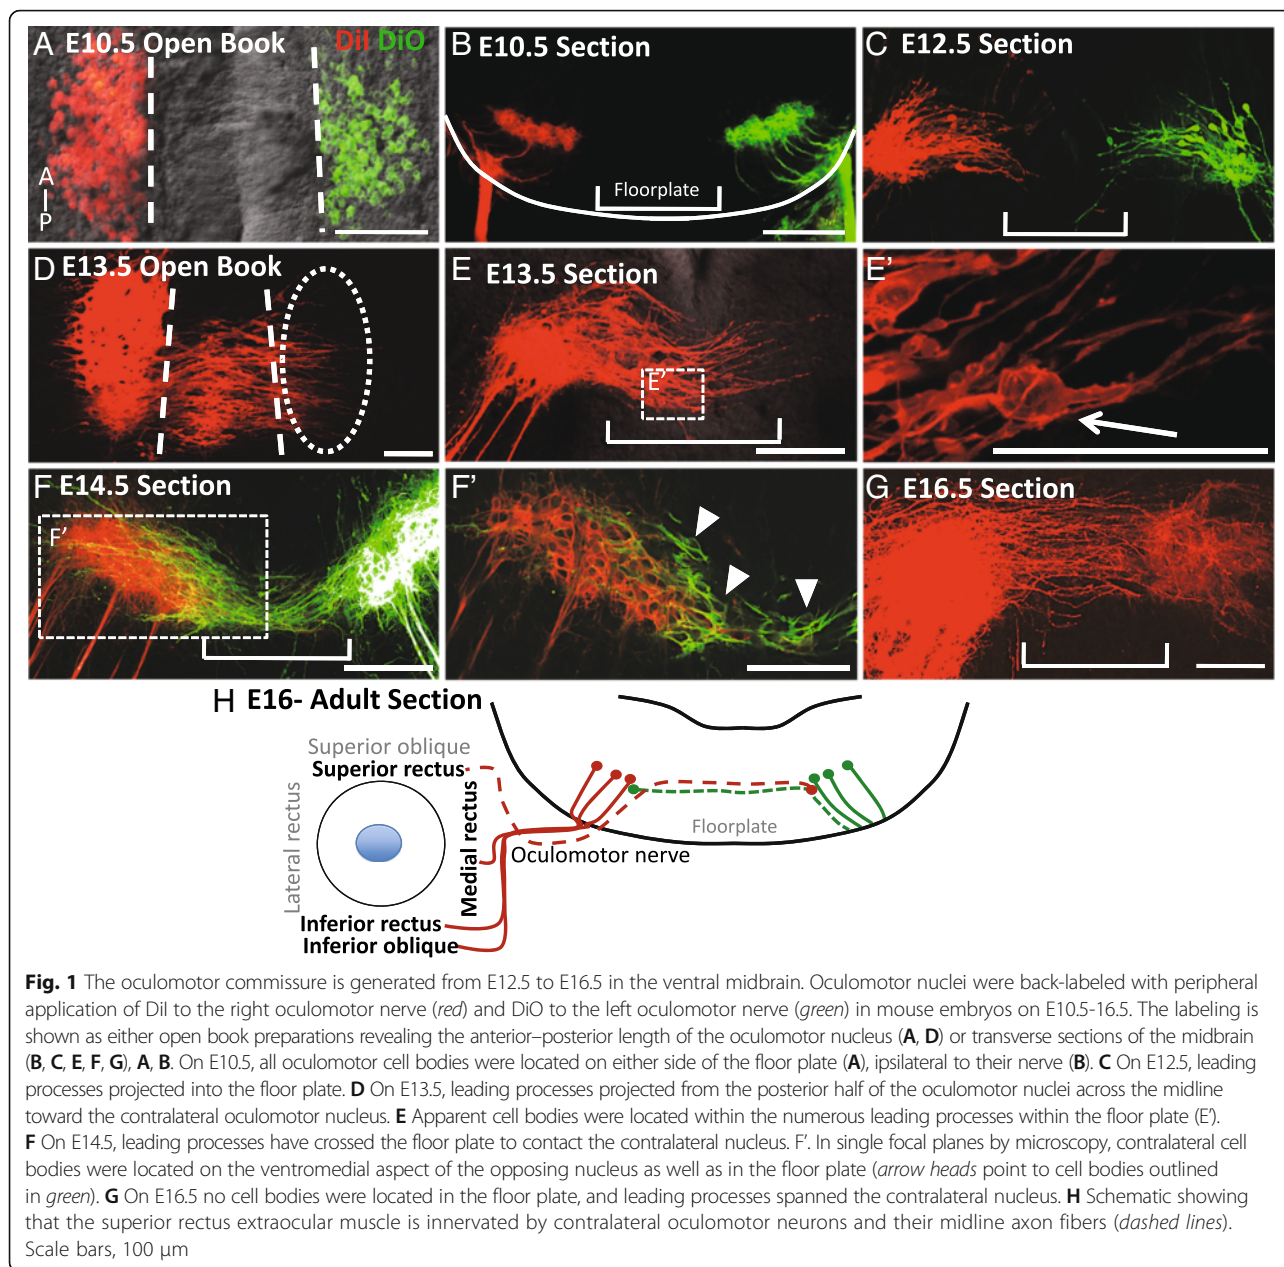 A E10.5 Open Book DiI DiO
A
P
B E10.5 Section
Floorplate
C E12.5 Section
D E13.5 Open Book
E E13.5 Section
E'
E'
F E14.5 Section
F'
F'
G E16.5 Section
H E16- Adult Section
Superior oblique
Superior rectus
Lateral rectus
Medial rectus
Floorplate
Oculomotor nerve
Inferior rectus
Inferior oblique
Fig. 1 The oculomotor commissure is generated from E12.5 to E16.5 in the ventral midbrain. Oculomotor nuclei were back-labeled with peripheral
application of DiI to the right oculomotor nerve (red) and DiO to the left oculomotor nerve (green) in mouse embryos on E10.5-16.5. The labeling is
shown as either open book preparations revealing the anterior–posterior length of the oculomotor nucleus (A, D) or transverse sections of the midbrain
(B, C, E, F, G), A, B. On E10.5, all oculomotor cell bodies were located on either side of the floor plate (A), ipsilateral to their nerve (B). C On E12.5, leading
processes projected into the floor plate. D On E13.5, leading processes projected from the posterior half of the oculomotor nuclei across the midline
toward the contralateral oculomotor nucleus. E Apparent cell bodies were located within the numerous leading processes within the floor plate (E').
F On E14.5, leading processes have crossed the floor plate to contact the contralateral nucleus. F'. In single focal planes by microscopy, contralateral cell
bodies were located on the ventromedial aspect of the opposing nucleus as well as in the floor plate (arrow heads point to cell bodies outlined
in green). G On E16.5 no cell bodies were located in the floor plate, and leading processes spanned the contralateral nucleus. H Schematic showing
that the superior rectus extraocular muscle is innervated by contralateral oculomotor neurons and their midline axon fibers (dashed lines).
Scale bars, 100 μm